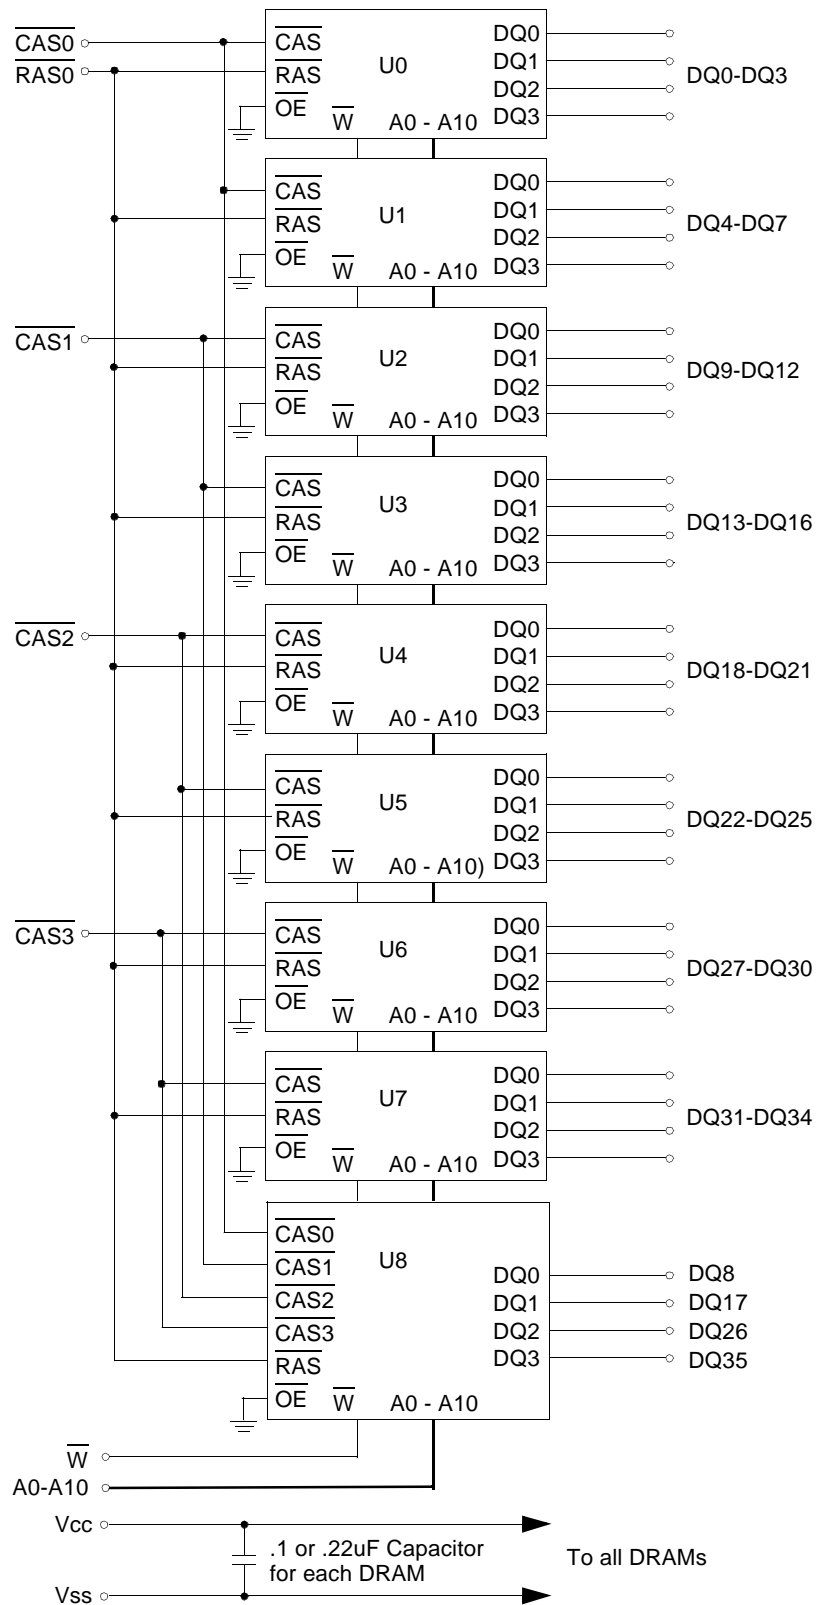 CAS0
RAS0
CAS
RAS
OE
W
U0
A0 - A10
DQ0
DQ1
DQ2
DQ3
DQ0-DQ3
CAS
RAS
OE
W
U1
A0 - A10
DQ0
DQ1
DQ2
DQ3
DQ4-DQ7
CAS1
CAS
RAS
OE
W
U2
A0 - A10
DQ0
DQ1
DQ2
DQ3
DQ9-DQ12
CAS
RAS
OE
W
U3
A0 - A10
DQ0
DQ1
DQ2
DQ3
DQ13-DQ16
CAS2
CAS
RAS
OE
W
U4
A0 - A10
DQ0
DQ1
DQ2
DQ3
DQ18-DQ21
CAS
RAS
OE
W
U5
A0 - A10)
DQ0
DQ1
DQ2
DQ3
DQ22-DQ25
CAS3
CAS
RAS
OE
W
U6
A0 - A10
DQ0
DQ1
DQ2
DQ3
DQ27-DQ30
CAS
RAS
OE
W
U7
A0 - A10
DQ0
DQ1
DQ2
DQ3
DQ31-DQ34
CAS0
CAS1
CAS2
CAS3
RAS
OE
W
U8
A0 - A10
DQ0
DQ1
DQ2
DQ3
DQ8
DQ17
DQ26
DQ35
W
A0-A10
Vcc
.1 or .22uF Capacitor
for each DRAM
To all DRAMs
Vss